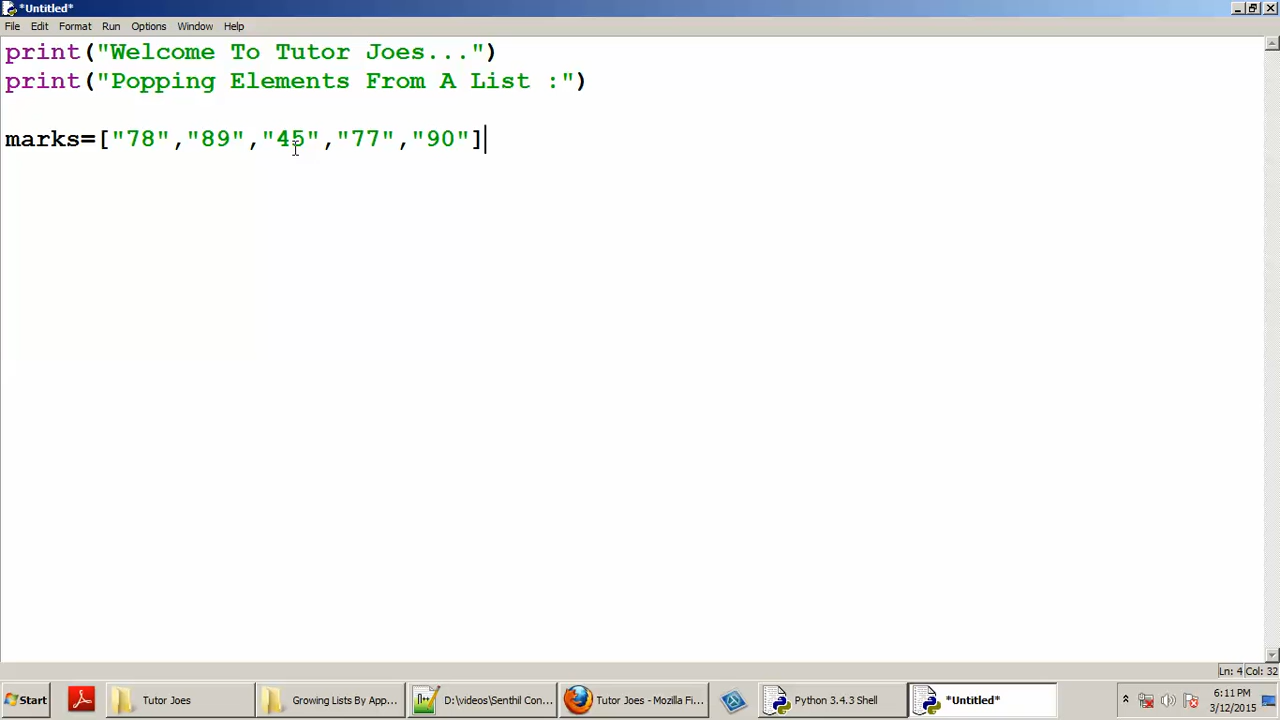 *Untitled*
File Edit Format Run Options Window Help
print("Welcome To Tutor Joes...")
print("Popping Elements From A List :")
marks=["78","89","45","77","90"]
Ln: 4 Col: 32
Start Tutor Joes Growing Lists By App... D:\videos\Senthil Con... Tutor Joes - Mozilla Fi... Python 3.4.3 Shell *Untitled* 6:11 PM
3/12/2015